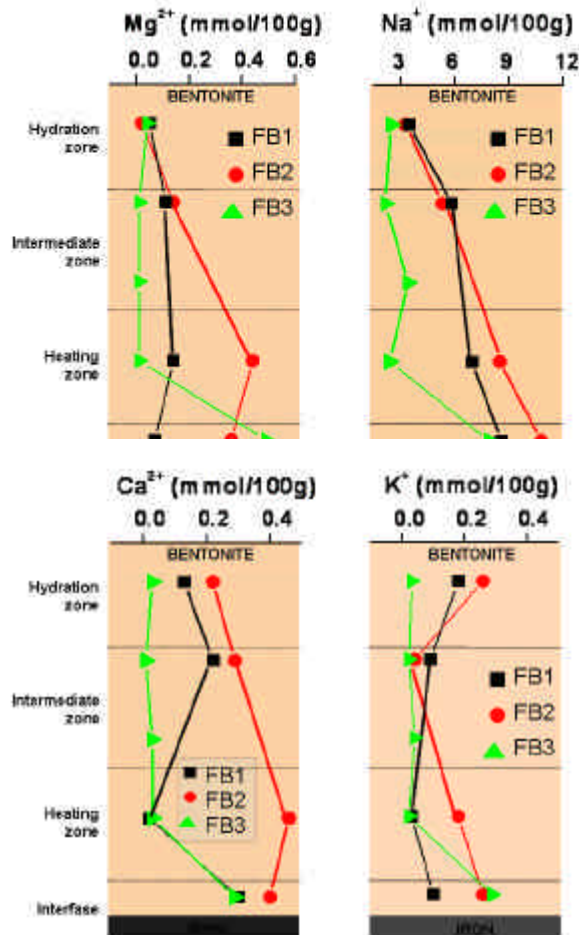 Mg²⁺ (mmol/100g)
0.0 0.2 0.4 0.6
Na⁺ (mmol/100g)
3 6 9 12
BENTONITE
Hydration
zone
Intermediate
zone
Heating
zone
FB1
FB2
FB3
BENTONITE
FB1
FB2
FB3
Ca²⁺ (mmol/100g)
0.0 0.2 0.4
K⁺ (mmol/100g)
0.0 0.2 0.4
BENTONITE
Hydration
zone
Intermediate
zone
Heating
zone
Interfase
FB1
FB2
FB3
BENTONITE
FB1
FB2
FB3
IRON